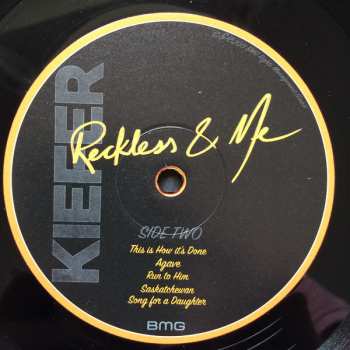 KIEFER
Reckless & Me
SIDE TWO
This is How it's Done
Agave
Run to Him
Saskatchewan
Song for a Daughter
BMG